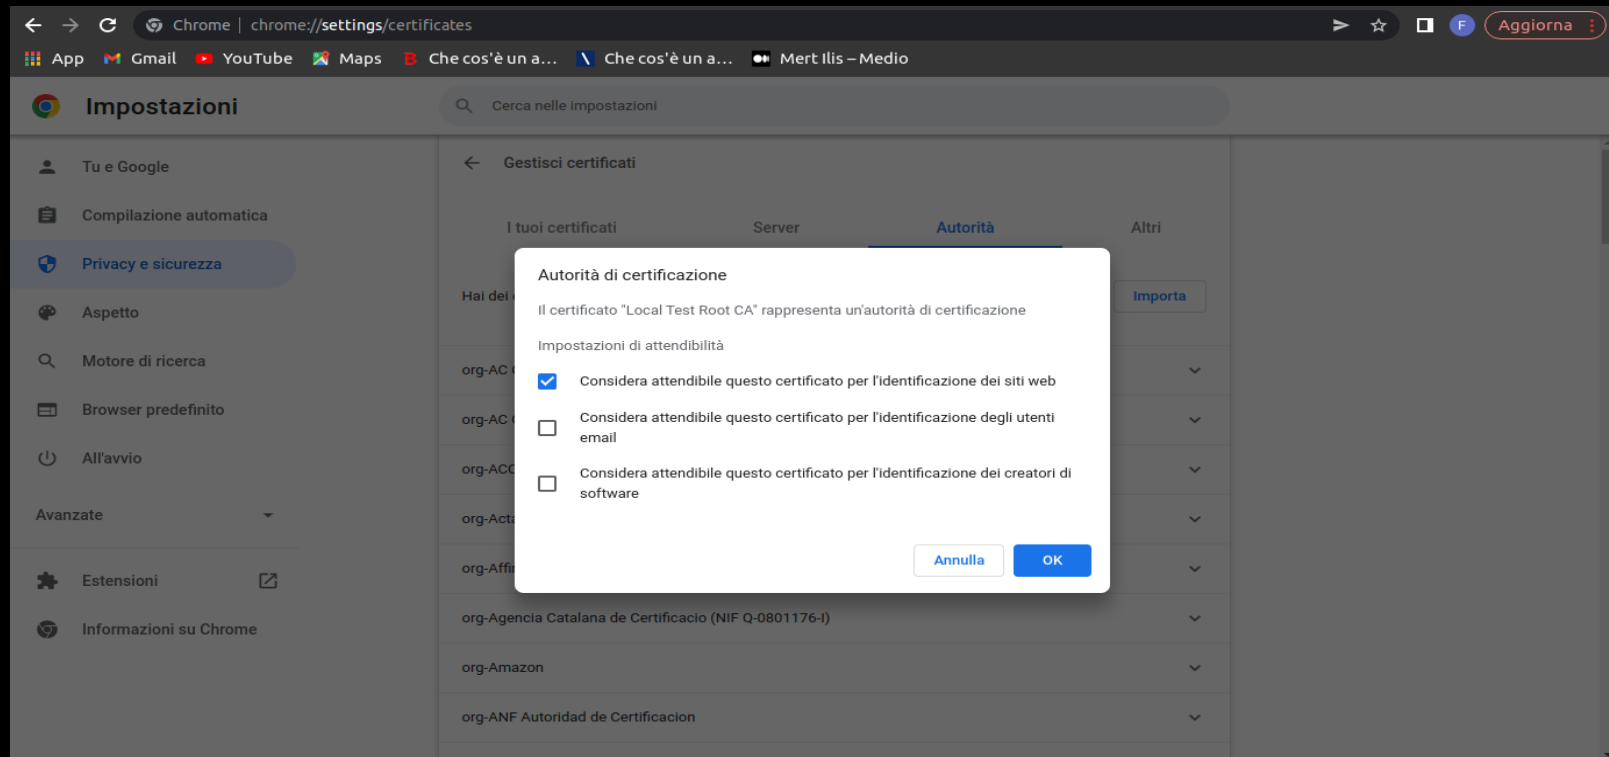 Chrome | chrome://settings/certificates
F
Aggiorna
App Gmail YouTube Maps Che cos'è un a… Che cos'è un a… Mert Ilis – Medio
Impostazioni
Cerca nelle impostazioni
Tu e Google
Compilazione automatica
Privacy e sicurezza
Aspetto
Motore di ricerca
Browser predefinito
All'avvio
Avanzate
Estensioni
Informazioni su Chrome
Gestisci certificati
I tuoi certificati Server Autorità Altri
Hai dei
Importa
Autorità di certificazione
Il certificato "Local Test Root CA" rappresenta un'autorità di certificazione
Impostazioni di attendibilità
Considera attendibile questo certificato per l'identificazione dei siti web
Considera attendibile questo certificato per l'identificazione degli utenti
email
Considera attendibile questo certificato per l'identificazione dei creatori di
software
Annulla OK
org-AC
org-AC
org-Agencia Catalana de Certificacio (NIF Q-0801176-I)
org-Amazon
org-ANF Autoridad de Certificacion